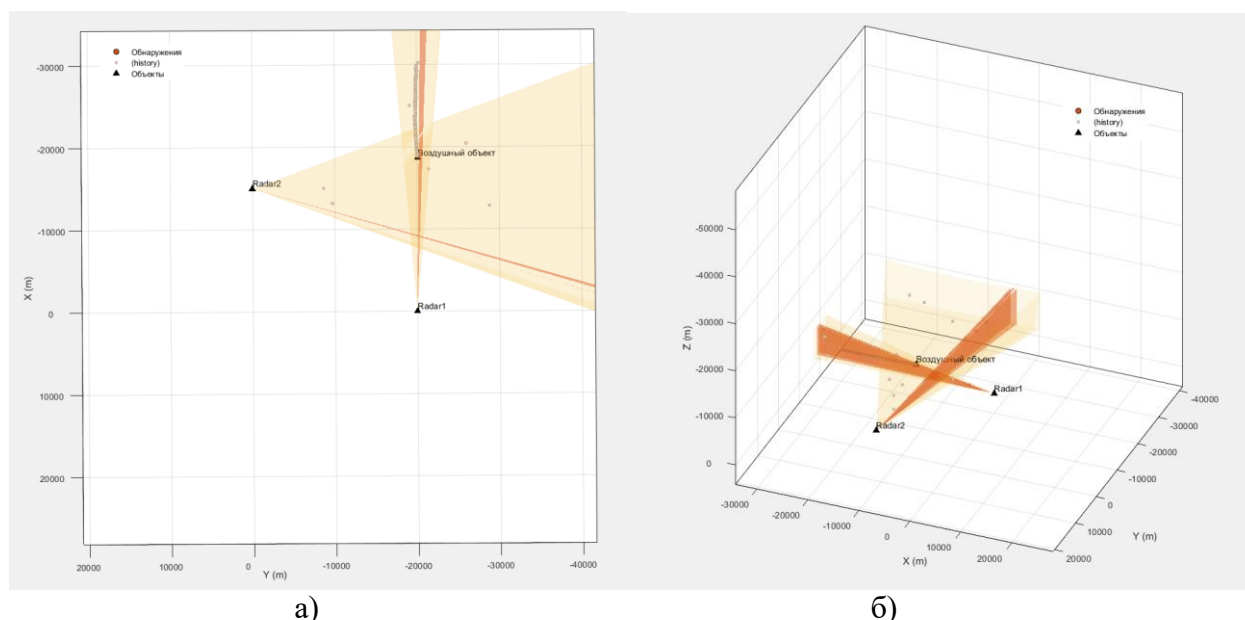 Обнаружения
(history)
Объекты
-30000
-20000
-10000
0
10000
20000
X (m)
Radar2
Воздушный объект
Radar1
20000
10000
0
-10000
-20000
-30000
-40000
Y (m)
а)
Обнаружения
(history)
Объекты
-50000
-40000
-30000
-20000
-10000
0
Z (m)
Воздушный объект
Radar1
Radar2
-30000
-20000
-10000
0
10000
20000
X (m)
-40000
-30000
-20000
-10000
0
10000
20000
Y (m)
б)